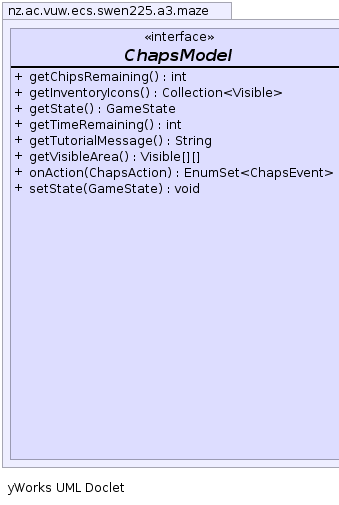 nz.ac.vuw.ecs.swen225.a3.maze
«interface»
ChapsModel
+ getChipsRemaining() : int
+ getInventoryIcons() : Collection<Visible>
+ getState() : GameState
+ getTimeRemaining() : int
+ getTutorialMessage() : String
+ getVisibleArea() : Visible[][]
+ onAction(ChapsAction) : EnumSet<ChapsEvent>
+ setState(GameState) : void
yWorks UML Doclet